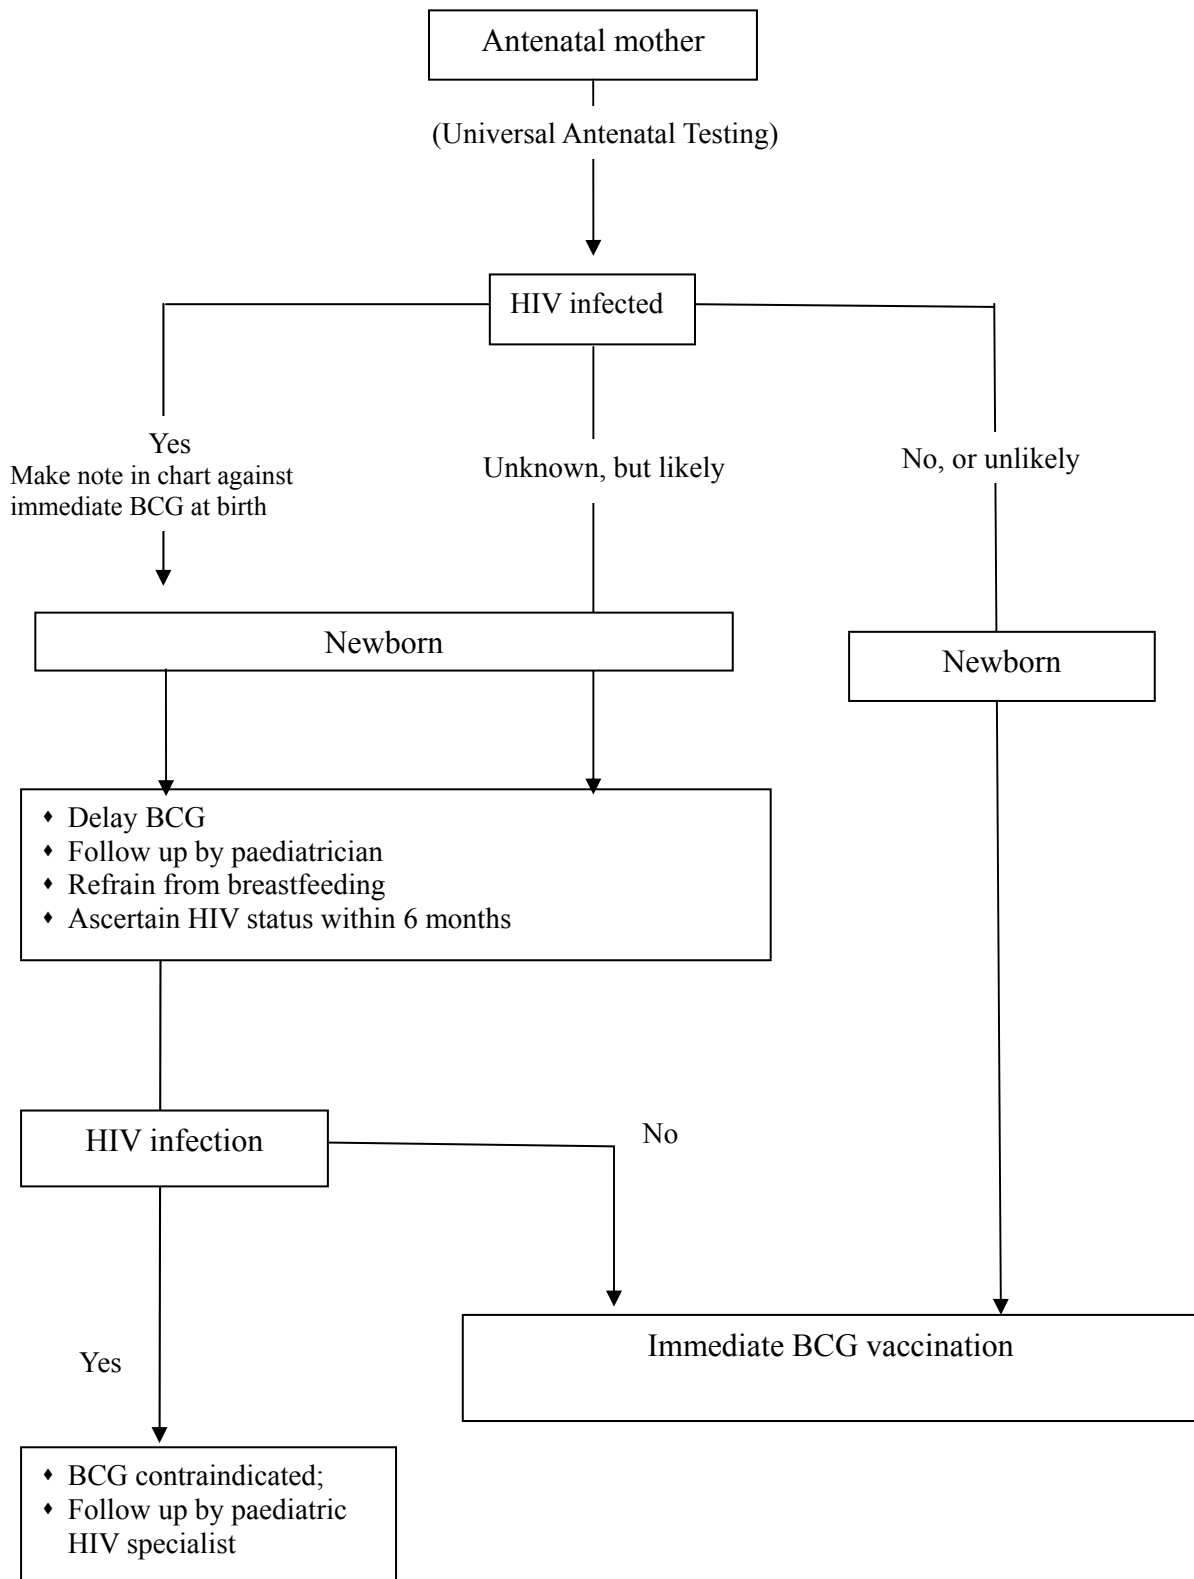 Antenatal mother
(Universal Antenatal Testing)
HIV infected
Yes
Make note in chart against
immediate BCG at birth
Unknown, but likely
No, or unlikely
Newborn
Newborn
♦ Delay BCG
♦ Follow up by paediatrician
♦ Refrain from breastfeeding
♦ Ascertain HIV status within 6 months
HIV infection
No
Immediate BCG vaccination
Yes
♦ BCG contraindicated;
♦ Follow up by paediatric
HIV specialist